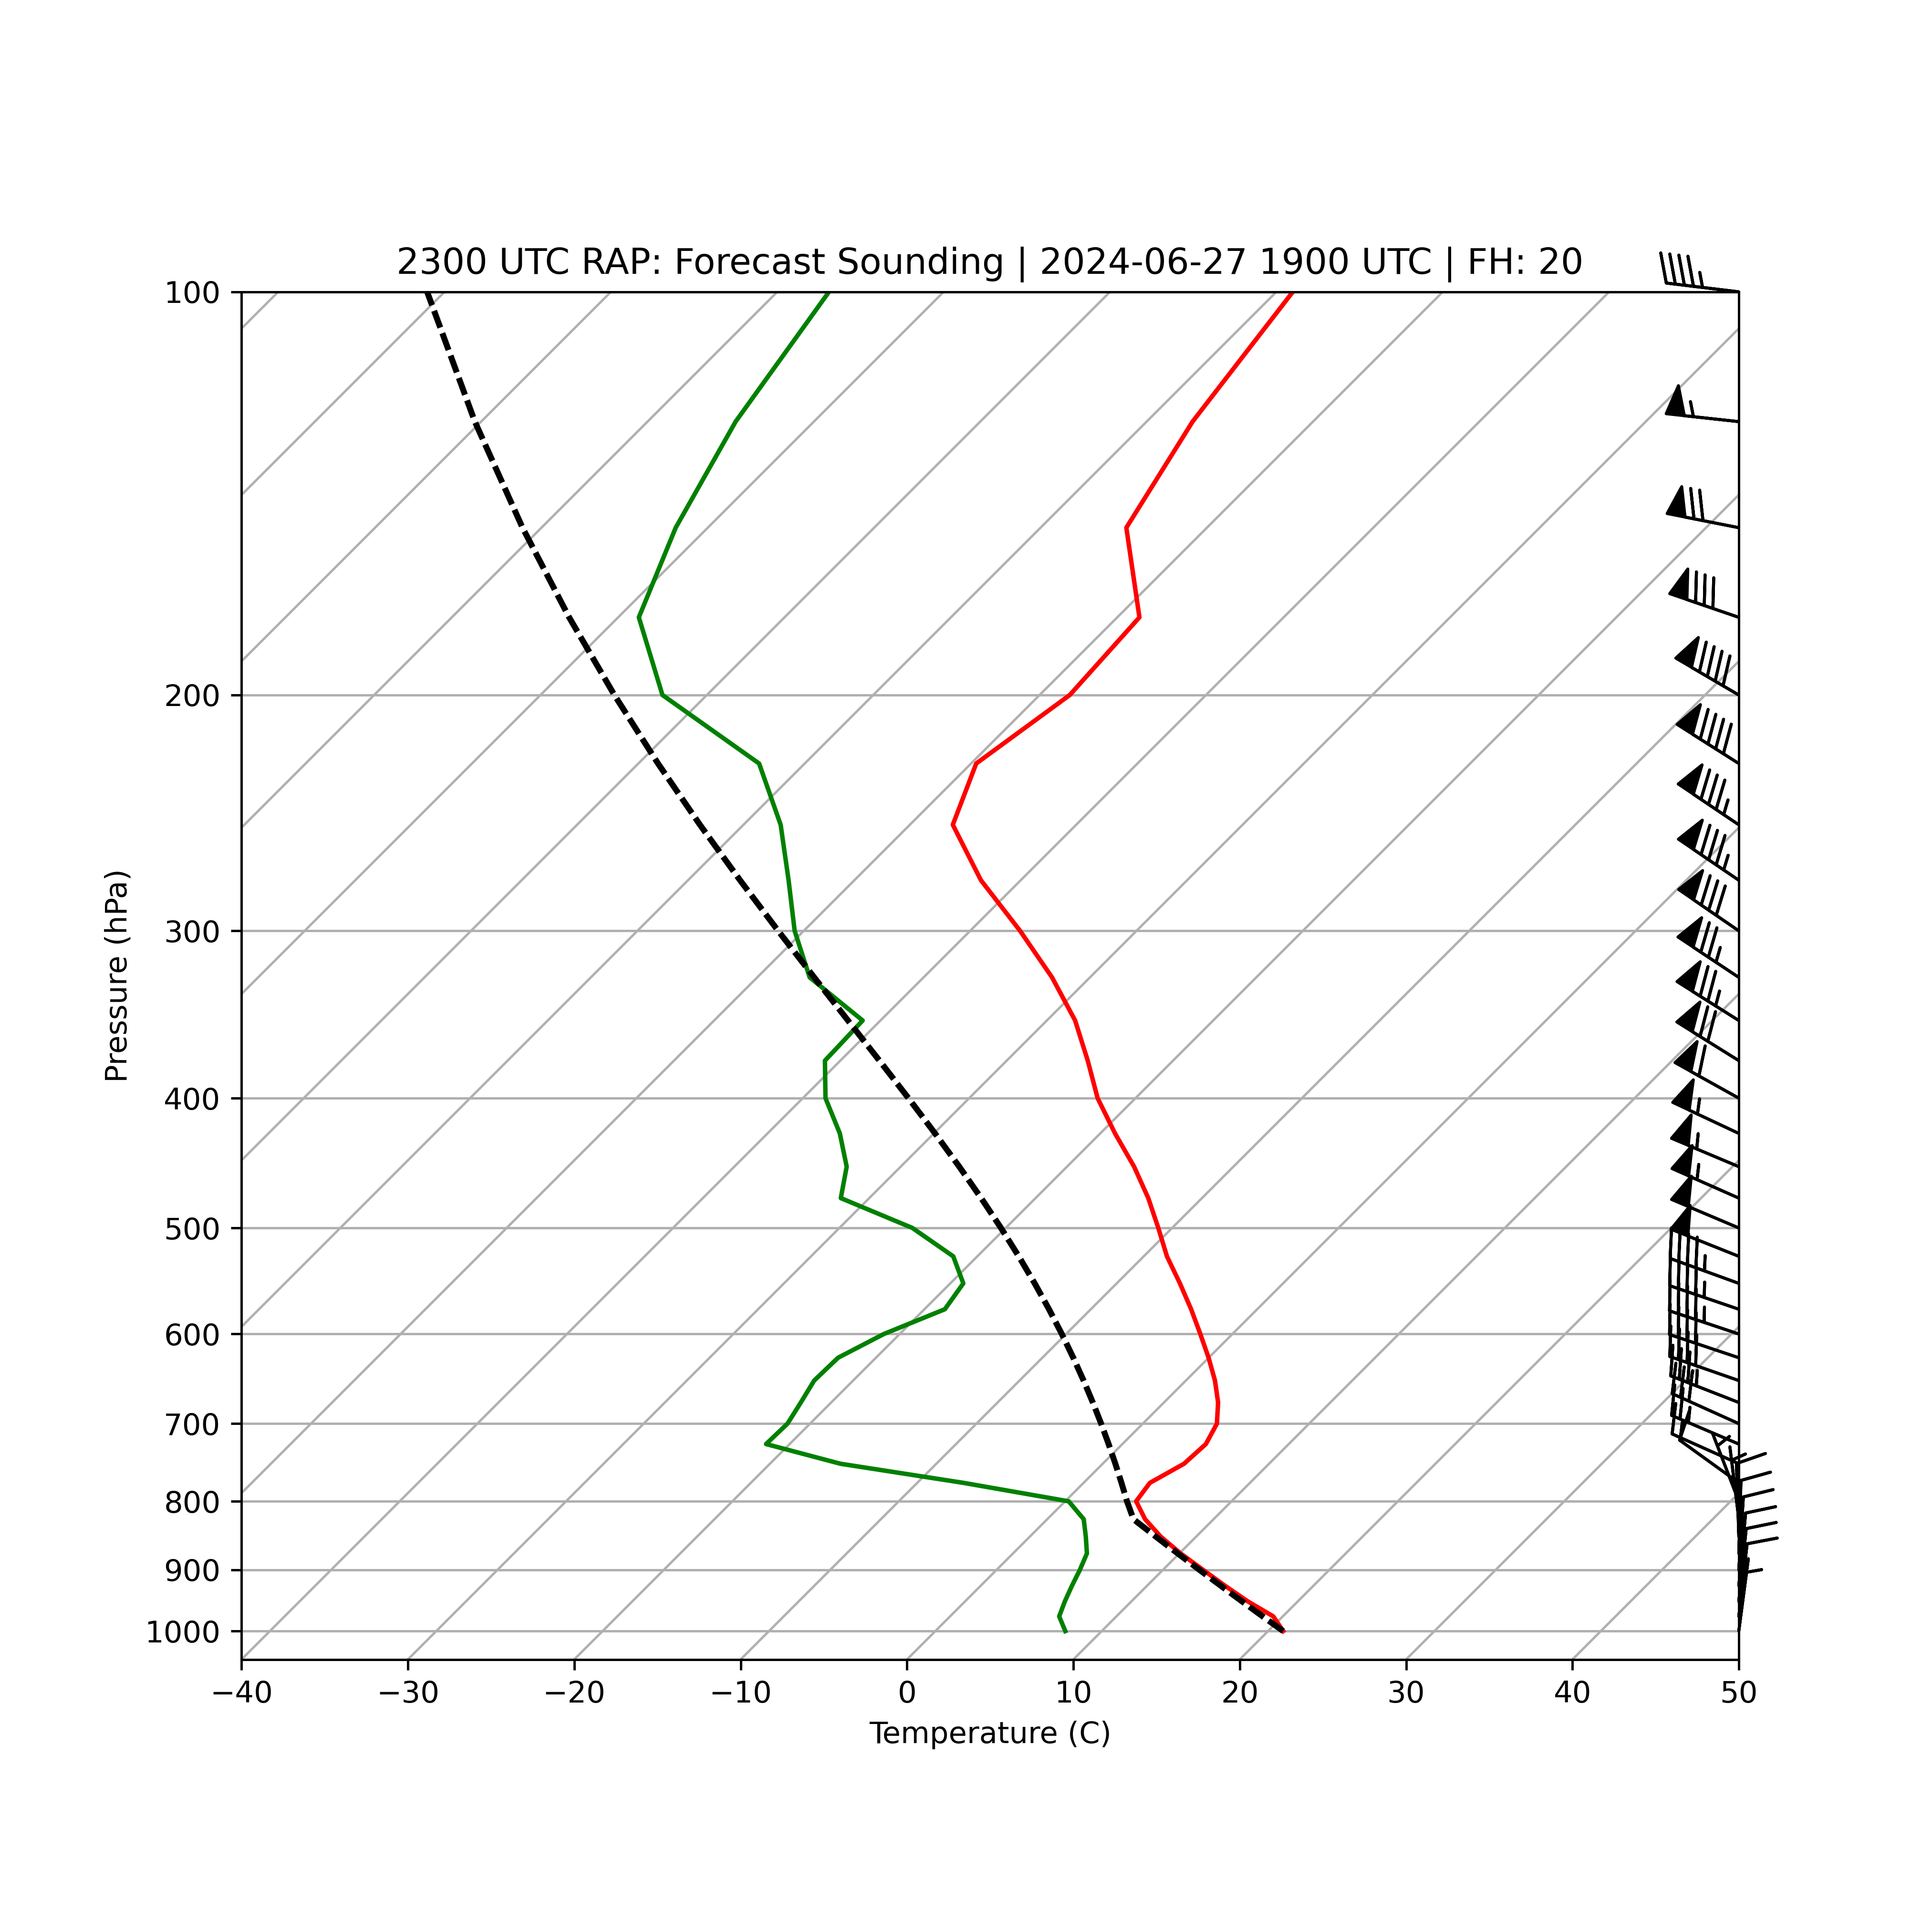 2300 UTC RAP: Forecast Sounding | 2024-06-27 1900 UTC | FH: 20
100
200
300
400
500
600
700
800
900
1000
Pressure (hPa)
−40 −30 −20 −10 0 10 20 30 40 50
Temperature (C)